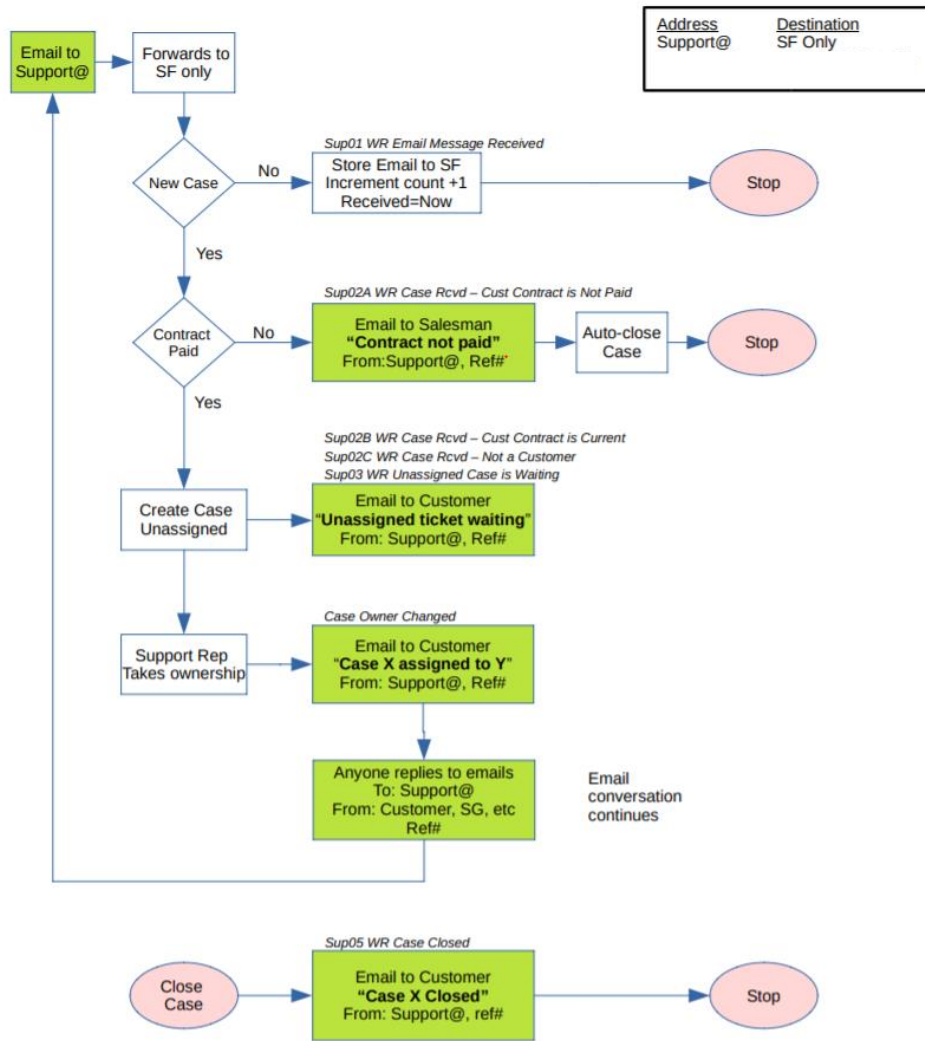 Address Destination
Support@ SF Only
Email to
Support@
Forwards to
SF only
Sup01 WR Email Message Received
New Case
No
Store Email to SF
Increment count +1
Received=Now
Stop
Yes
Sup02A WR Case Rcvd – Cust Contract is Not Paid
Contract
Paid
No
Email to Salesman
“Contract not paid”
From:Support@, Ref#
Auto-close
Case
Stop
Yes
Sup02B WR Case Rcvd – Cust Contract is Current
Sup02C WR Case Rcvd – Not a Customer
Sup03 WR Unassigned Case is Waiting
Create Case
Unassigned
Email to Customer
“Unassigned ticket waiting”
From: Support@, Ref#
Case Owner Changed
Support Rep
Takes ownership
Email to Customer
“Case X assigned to Y”
From: Support@, Ref#
Anyone replies to emails
To: Support@
From: Customer, SG, etc
Ref#
Email
conversation
continues
Sup05 WR Case Closed
Close
Case
Email to Customer
“Case X Closed”
From: Support@, ref#
Stop